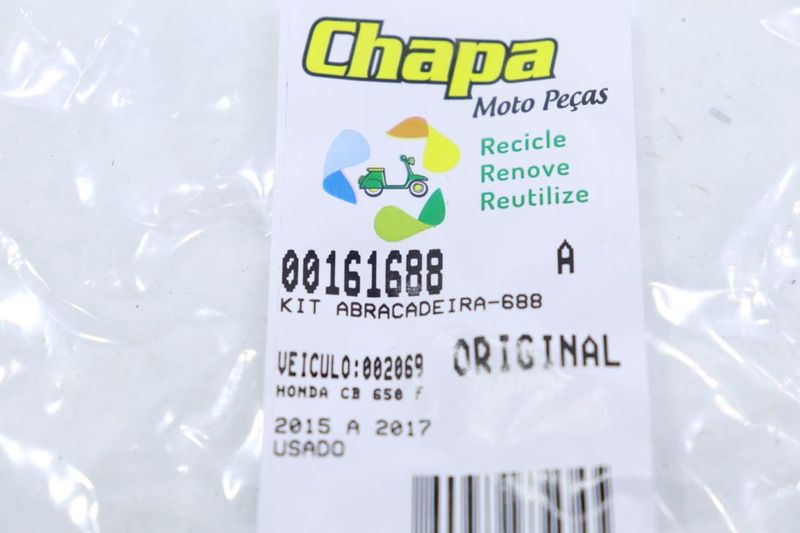 Chapa
Moto Peças
Recicle
Renove
Reutilize
00161688 A
KIT ABRACADEIRA-688
VEICULO:002069 ORIGINAL
HONDA CB 650 F
2015 A 2017
USADO